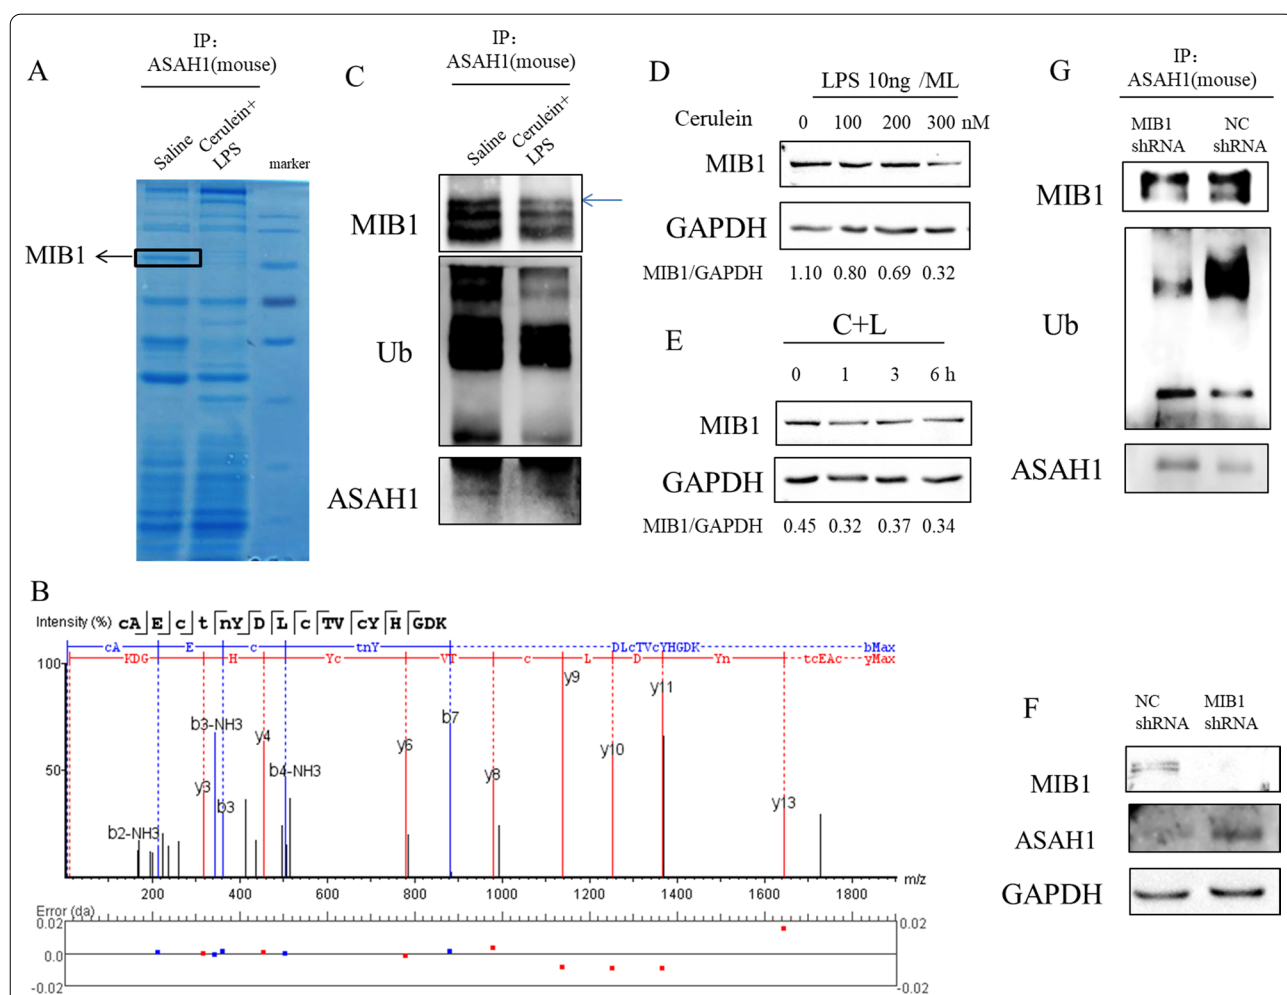 A
IP:
ASAH1(mouse)
Saline
Cerulein+
LPS
marker
MIB1
C
IP:
ASAH1(mouse)
Saline
Cerulein+
LPS
MIB1
Ub
ASAH1
D
LPS 10ng /ML
Cerulein 0 100 200 300 nM
MIB1
GAPDH
MIB1/GAPDH 1.10 0.80 0.69 0.32
E
C+L
0 1 3 6 h
MIB1
GAPDH
MIB1/GAPDH 0.45 0.32 0.37 0.34
G
IP:
ASAH1(mouse)
MIB1 NC
shRNA shRNA
MIB1
Ub
ASAH1
B
Intensity (%) cA E c t nY D L c TV cY H GDK
cA E c tnY DLcTVcYHGDK bMax
KDG H Yc VT c L D Yn tcEAc yMax
100
50
b2-NH3
b3-NH3
y3
b3
y4
b4-NH3
y6
b7
y8
y9
y10
y11
y13
200 400 600 800 1000 1200 1400 1600 1800 m/z
Error (da)
0.02 0.02
0.0
-0.02 -0.02
F
NC MIB1
shRNA shRNA
MIB1
ASAH1
GAPDH